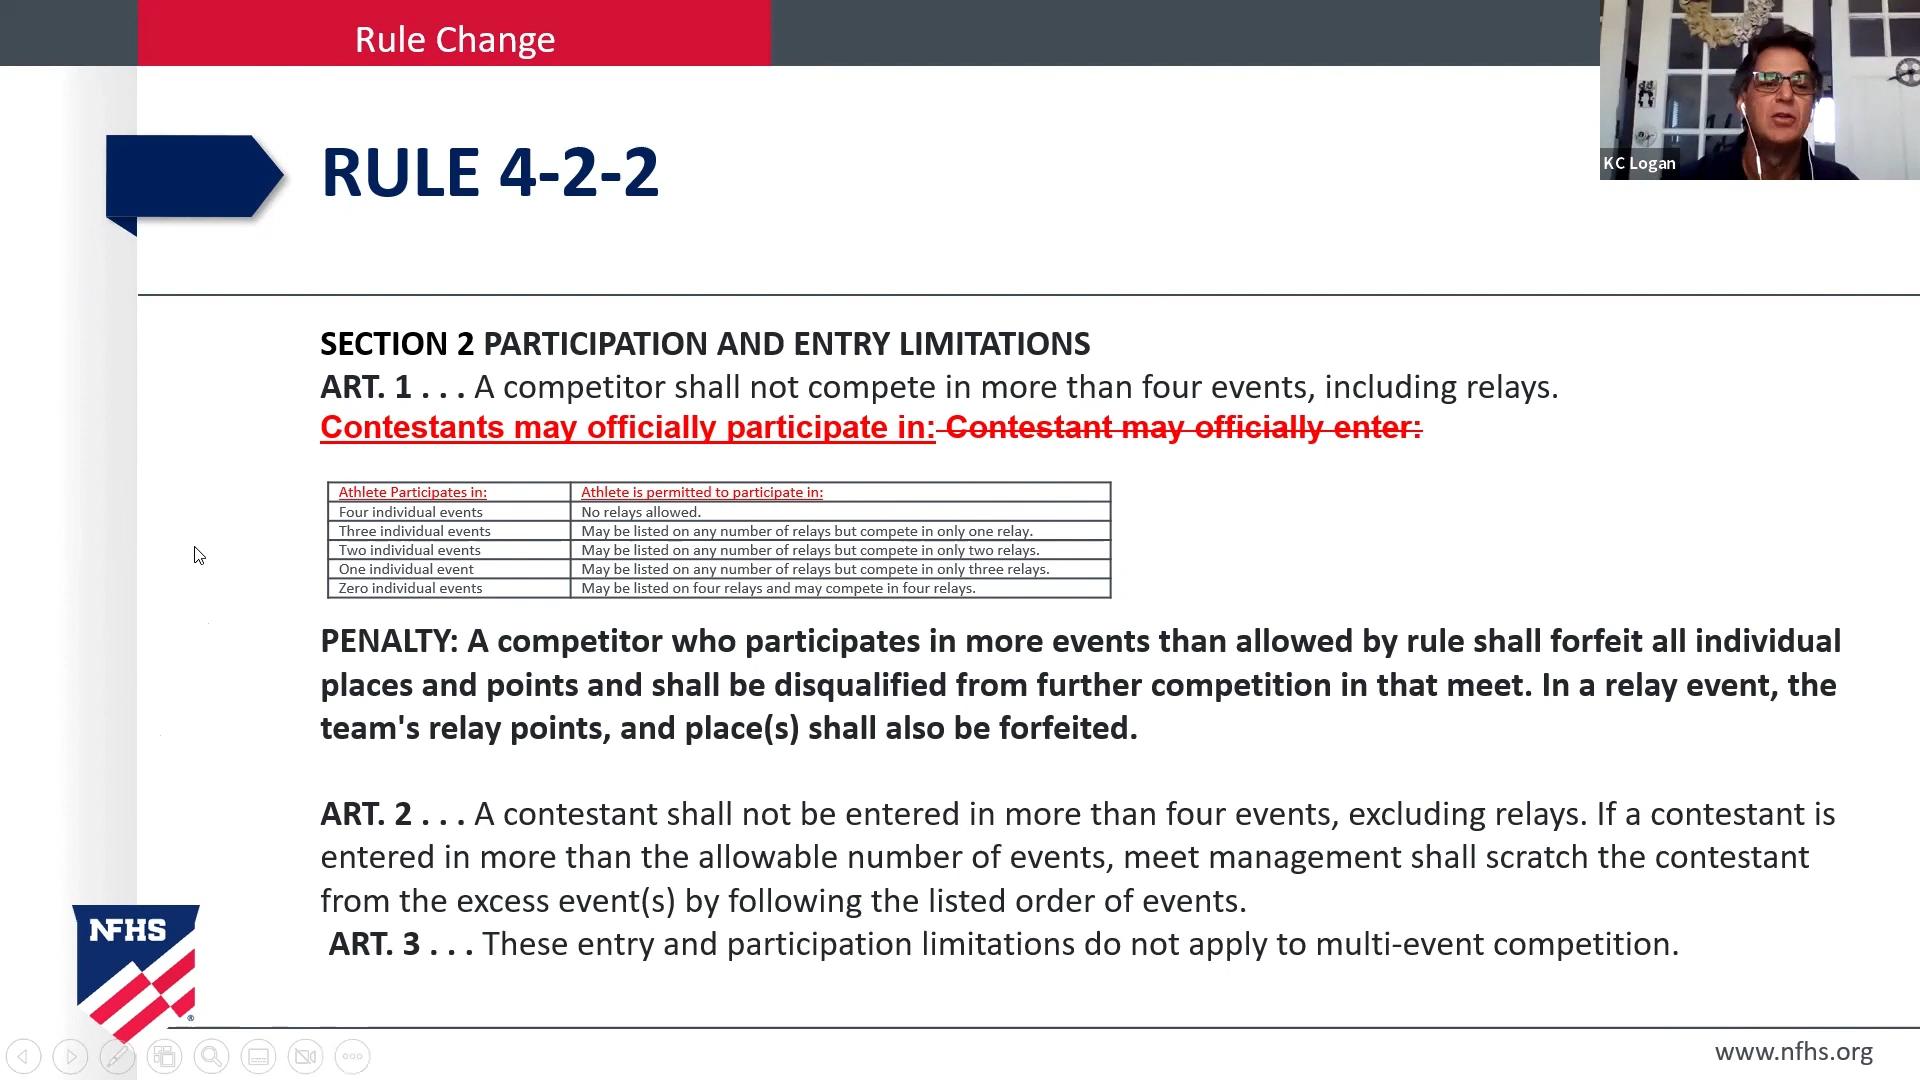 Rule Change
KC Logan
RULE 4-2-2
SECTION 2 PARTICIPATION AND ENTRY LIMITATIONS
ART. 1 . . . A competitor shall not compete in more than four events, including relays.
Contestants may officially participate in: Contestant may officially enter:
Athlete Participates in: Athlete is permitted to participate in:
Four individual events No relays allowed.
Three individual events May be listed on any number of relays but compete in only one relay.
Two individual events May be listed on any number of relays but compete in only two relays.
One individual event May be listed on any number of relays but compete in only three relays.
Zero individual events May be listed on four relays and may compete in four relays.
PENALTY: A competitor who participates in more events than allowed by rule shall forfeit all individual
places and points and shall be disqualified from further competition in that meet. In a relay event, the
team's relay points, and place(s) shall also be forfeited.
ART. 2 . . . A contestant shall not be entered in more than four events, excluding relays. If a contestant is
entered in more than the allowable number of events, meet management shall scratch the contestant
from the excess event(s) by following the listed order of events.
ART. 3 . . . These entry and participation limitations do not apply to multi-event competition.
NFHS
®
www.nfhs.org